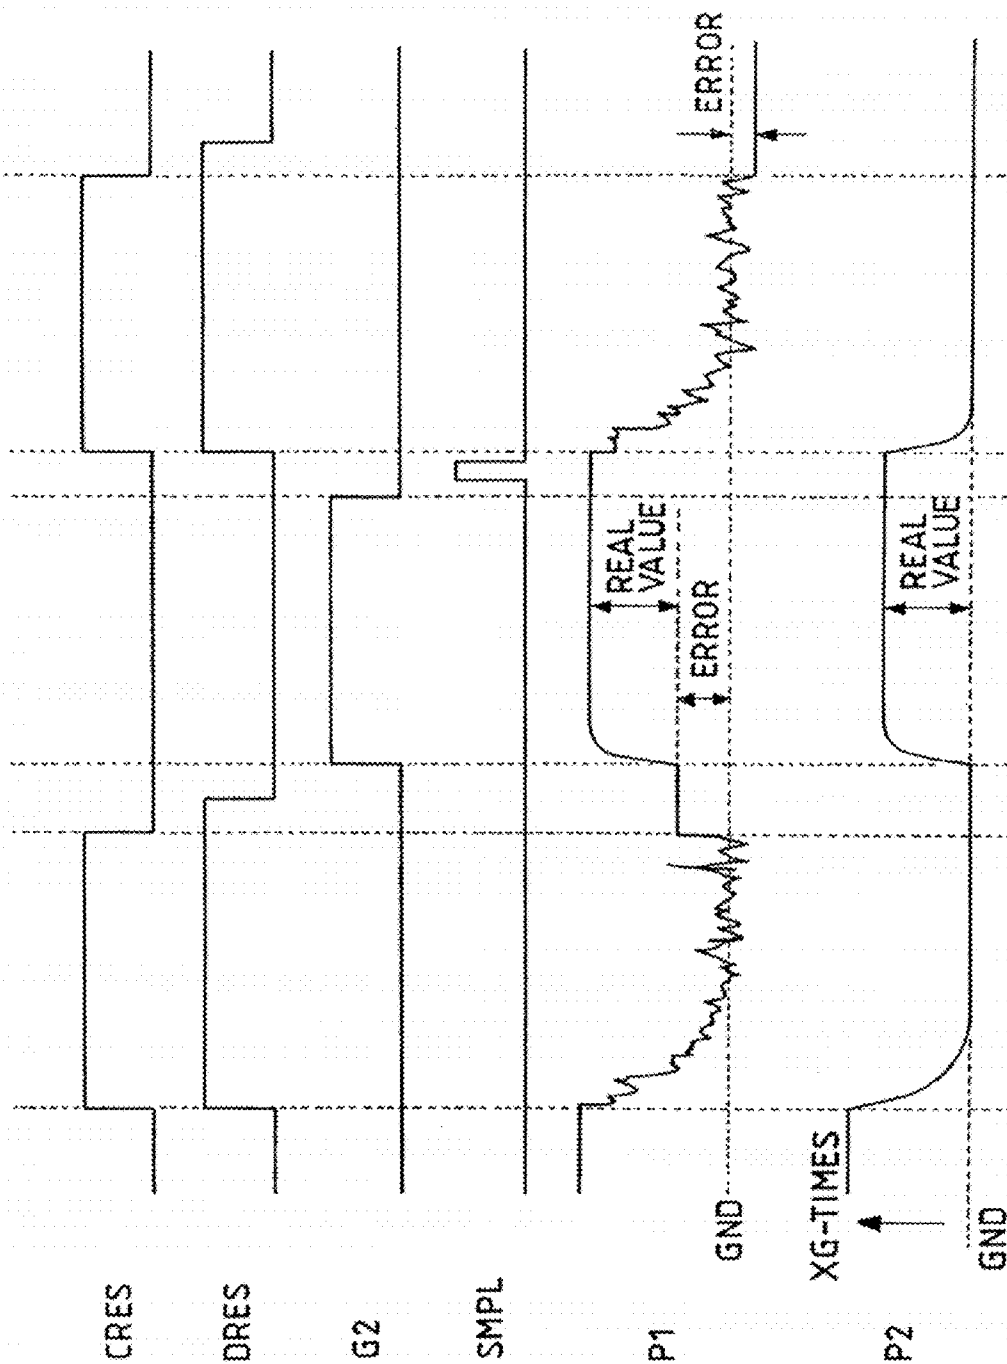 CRES
DRES
G2
SMPL
P1
GND
ERROR
REAL
VALUE
ERROR
P2
XG-TIMES
GND
REAL
VALUE